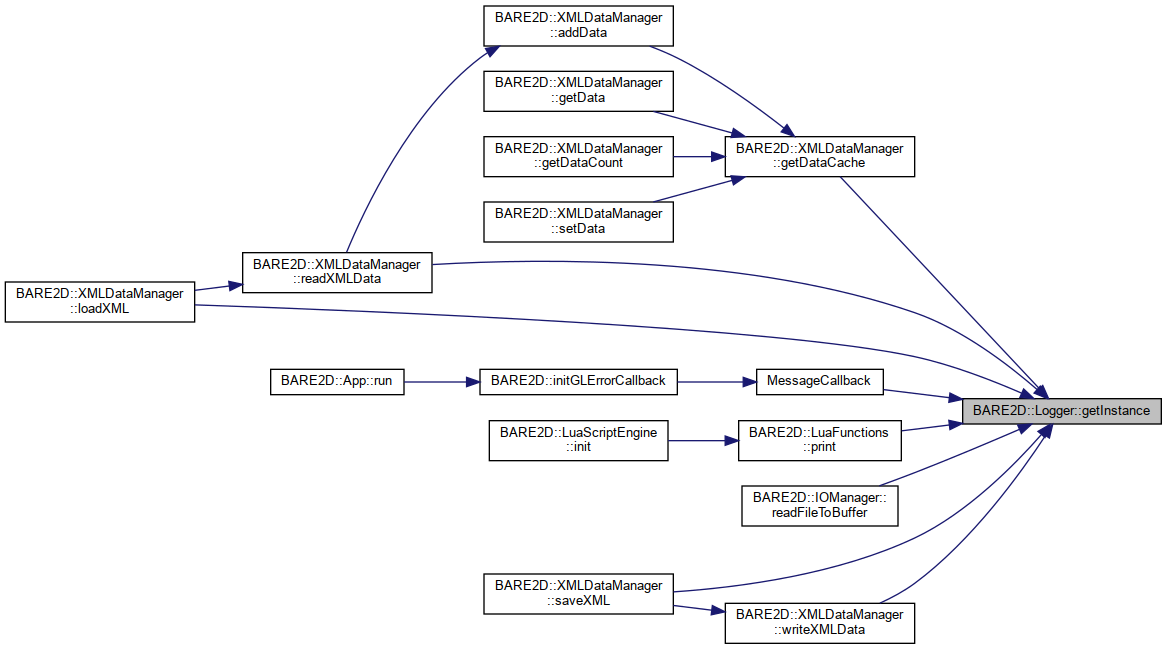 BARE2D::XMLDataManager
::addData
BARE2D::XMLDataManager
::getData
BARE2D::XMLDataManager
::getDataCount
BARE2D::XMLDataManager
::getDataCache
BARE2D::XMLDataManager
::setData
BARE2D::XMLDataManager
::readXMLData
BARE2D::XMLDataManager
::loadXML
BARE2D::App::run
BARE2D::initGLErrorCallback
MessageCallback
BARE2D::Logger::getInstance
BARE2D::LuaScriptEngine
::init
BARE2D::LuaFunctions
::print
BARE2D::IOManager::
readFileToBuffer
BARE2D::XMLDataManager
::saveXML
BARE2D::XMLDataManager
::writeXMLData